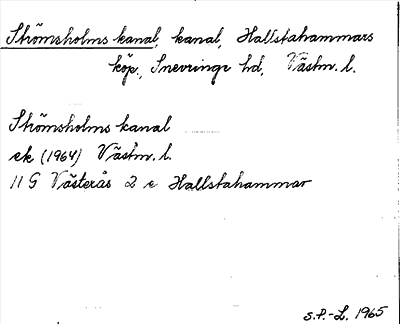 Strömsholms kanal, kanal, Hallstahammars
köp., Snevringe hd, Västm. l.
Strömsholms kanal
ek (1964) Västm. l.
11 G Västerås 2 e Hallstahammar
S.P.-L. 1965